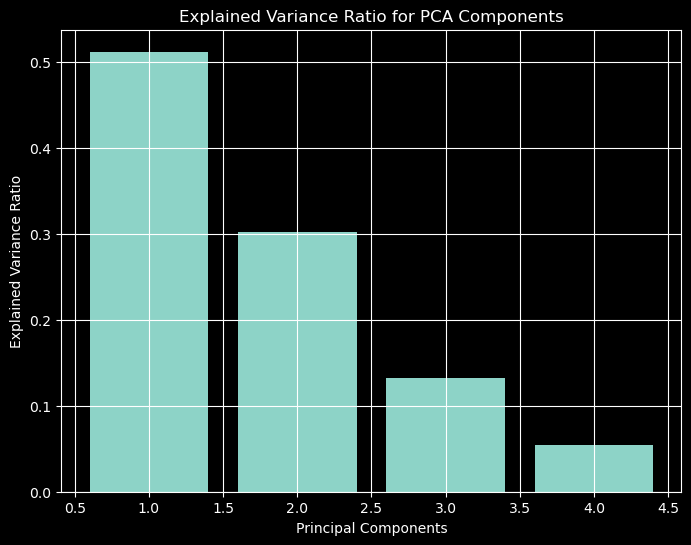 Explained Variance Ratio for PCA Components
Explained Variance Ratio
0.5
0.4
0.3
0.2
0.1
0.0
0.5 1.0 1.5 2.0 2.5 3.0 3.5 4.0 4.5
Principal Components